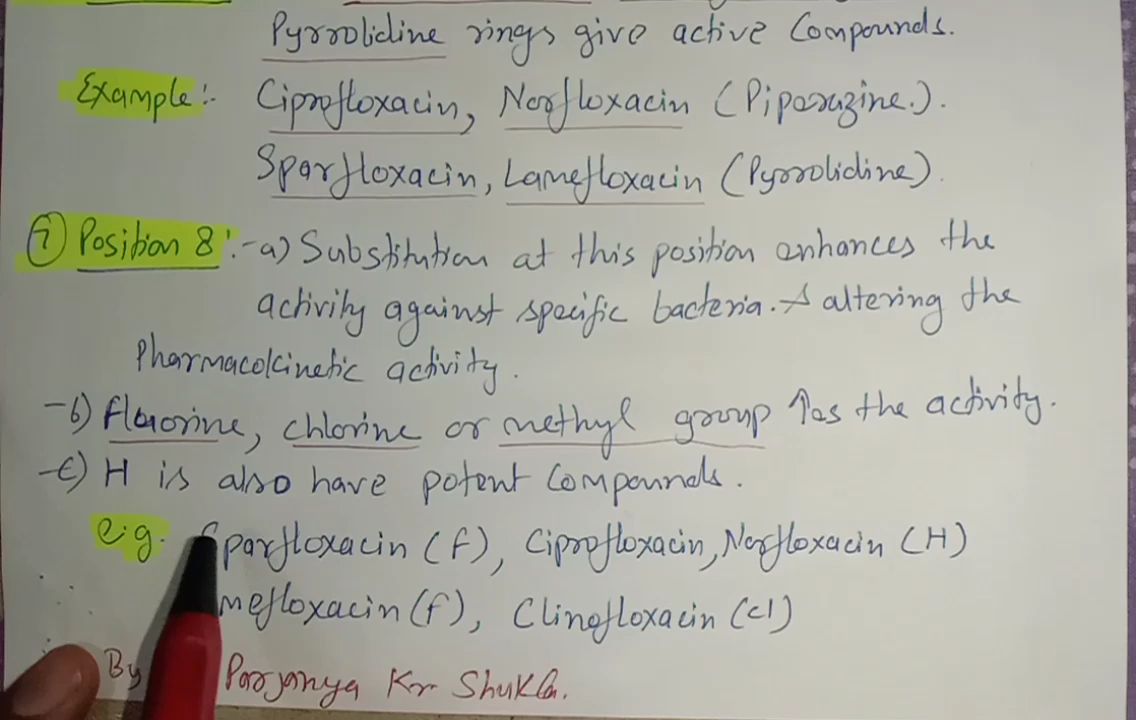 Pyrrolidine rings give active Compounds.
Example:- Ciprofloxacin, Norfloxacin (Piparazine.).
Sparfloxacin, Lamefloxacin (Pyrrolidine).
7 Position 8:- a) Substitution at this position enhances the
activity against specific bacteria. & altering the
Pharmacokinetic activity.
-b) Fluorine, chlorine or methyl group ↑es the activity.
-c) H is also have potent Compounds.
e.g. Sparfloxacin (F), Ciprofloxacin, Norfloxacin (H)
mefloxacin (F), Clinofloxacin (Cl)
By Parjanya Kr Shukla.